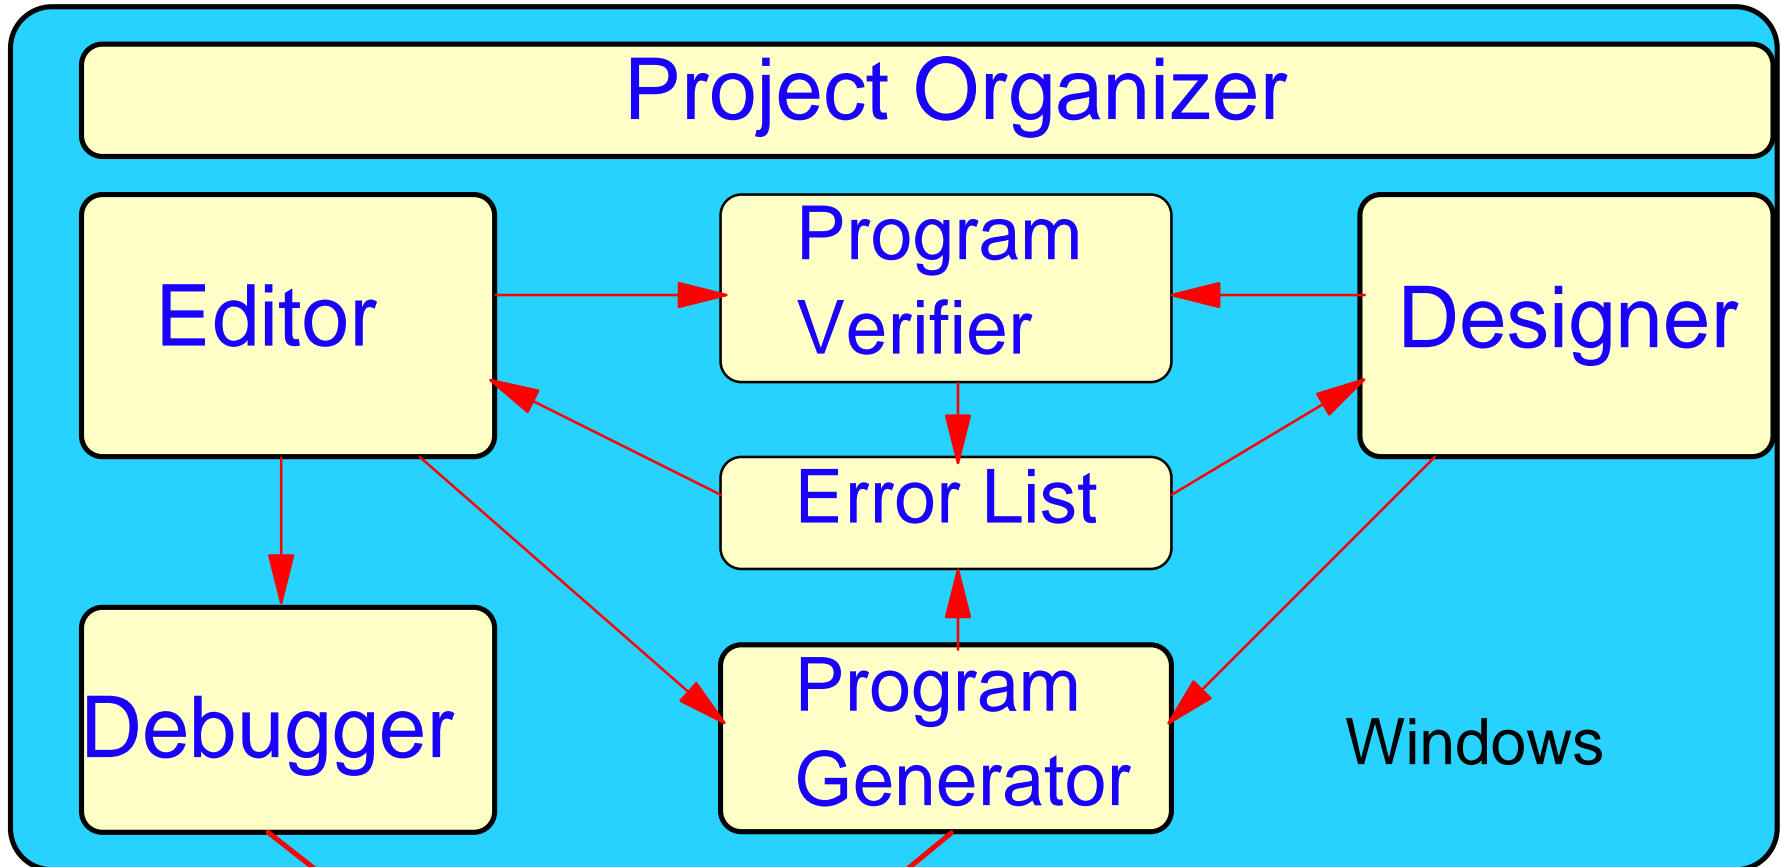 Project Organizer
Editor
Program
Verifier
Designer
Error List
Debugger
Program
Generator
Windows